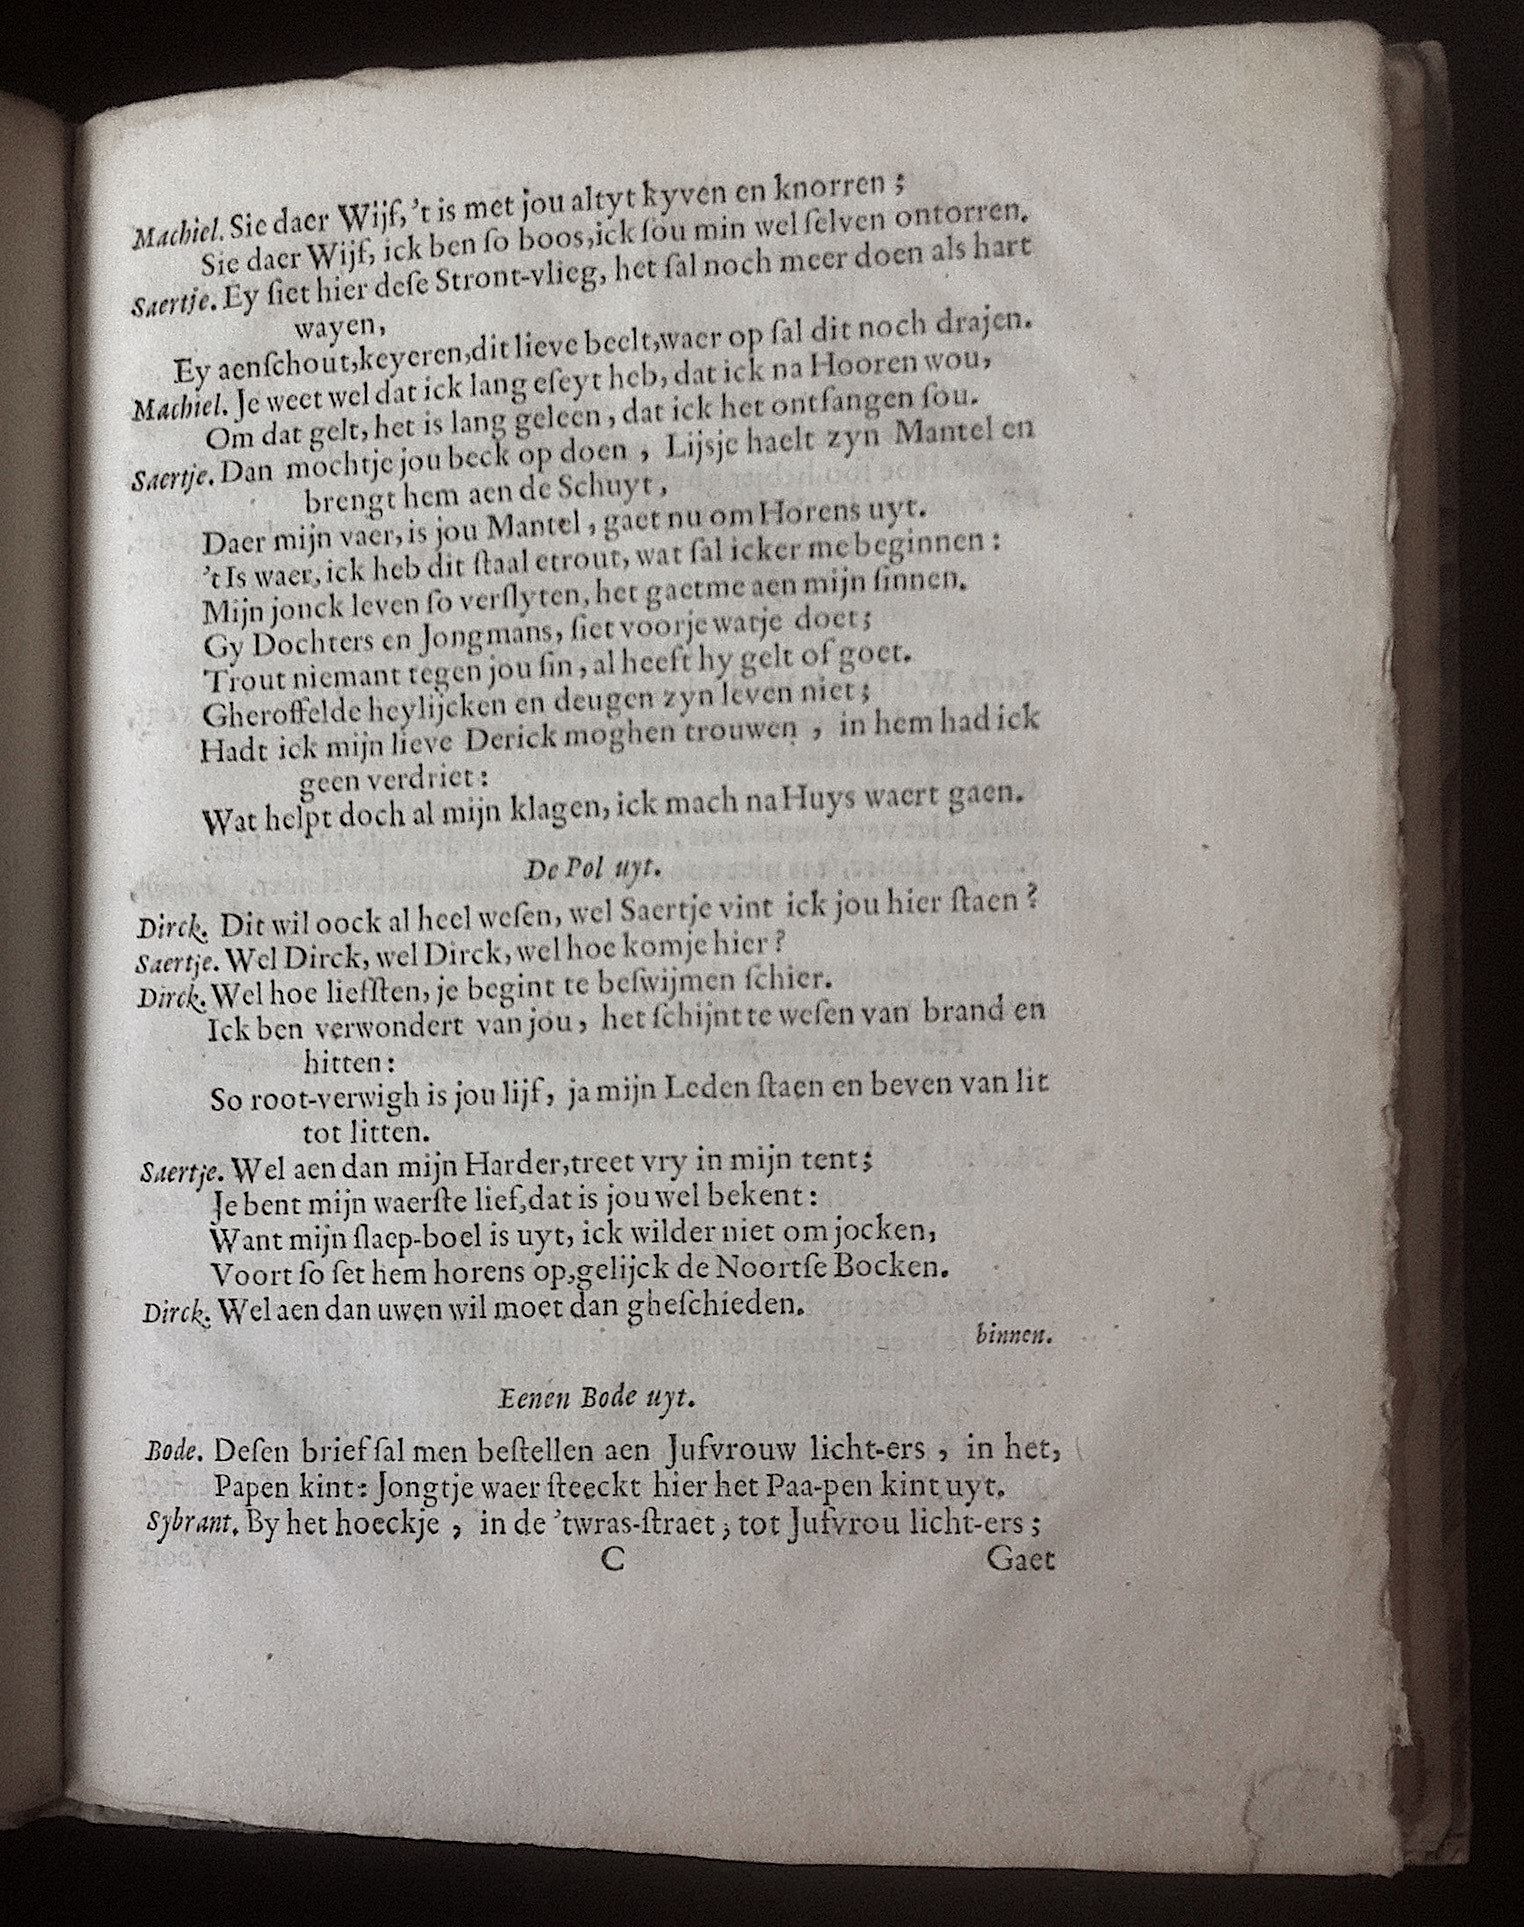 Machiel. Sie daer Wijf, 't is met jou altyt kyven en knorren;
Sie daer Wijf, ick ben so boos, ick sou min wel selven ontorren.
Saertje. Ey siet hier dese Stront-vlieg, het sal noch meer doen als hart
wayen,
Ey aenschout, keyeren, dit lieve beelt, waer op sal dit noch drajen.
Machiel. Je weet wel dat ick lang eseyt heb, dat ick na Hooren wou,
Om dat gelt, het is lang geleen, dat ick het ontfangen sou.
Saertje. Dan mochtje jou beck op doen, Lijsje haelt zyn Mantel en
brengt hem aen de Schuyt,
Daer mijn vaer, is jou Mantel, gaet nu om Horens uyt.
't Is waer, ick heb dit staal etrout, wat sal icker me beginnen:
Mijn jonck leven so verslyten, het gaetme aen mijn sinnen.
Gy Dochters en Jongmans, siet voorje watje doet;
Trout niemant tegen jou sin, al heeft hy gelt of goet.
Gheroffelde heylijcken en deugen zyn leven niet;
Hadt ick mijn lieve Derick moghen trouwen, in hem had ick
geen verdriet:
Wat helpt doch al mijn klagen, ick mach na Huys waert gaen.
De Pol uyt.
Dirck. Dit wil oock al heel wesen, wel Saertje vint ick jou hier staen?
Saertje. Wel Dirck, wel Dirck, wel hoe komje hier?
Dirck. Wel hoe liefsten, je begint te beswijmen schier.
Ick ben verwondert van jou, het schijnt te wesen van brand en
hitten:
So root-verwigh is jou lijf, ja mijn Leden staen en beven van lit
tot litten.
Saertje. Wel aen dan mijn Harder, treet vry in mijn tent;
Je bent mijn waerste lief, dat is jou wel bekent:
Want mijn slaep-boel is uyt, ick wilder niet om jocken,
Voort so set hem horens op, gelijck de Noortse Bocken.
Dirck. Wel aen dan uwen wil moet dan gheschieden.
binnen.
Eenen Bode uyt.
Bode. Desen brief sal men bestellen aen Jufvrouw licht-ers, in het,
Papen kint: Jongtje waer steeckt hier het Paa-pen kint uyt.
Sybrant. By het hoeckje, in de 'twras-straet, tot Jufvrou licht-ers;
C Gaet